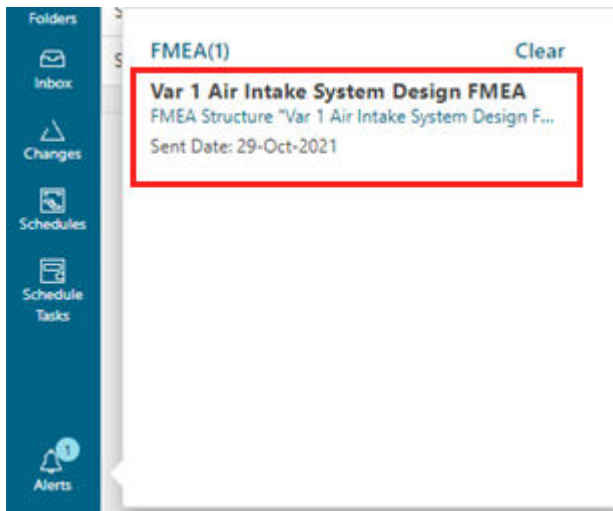 Folders
Inbox
Changes
Schedules
Schedule
Tasks
1
Alerts
FMEA(1) Clear
Var 1 Air Intake System Design FMEA
FMEA Structure "Var 1 Air Intake System Design F...
Sent Date: 29-Oct-2021